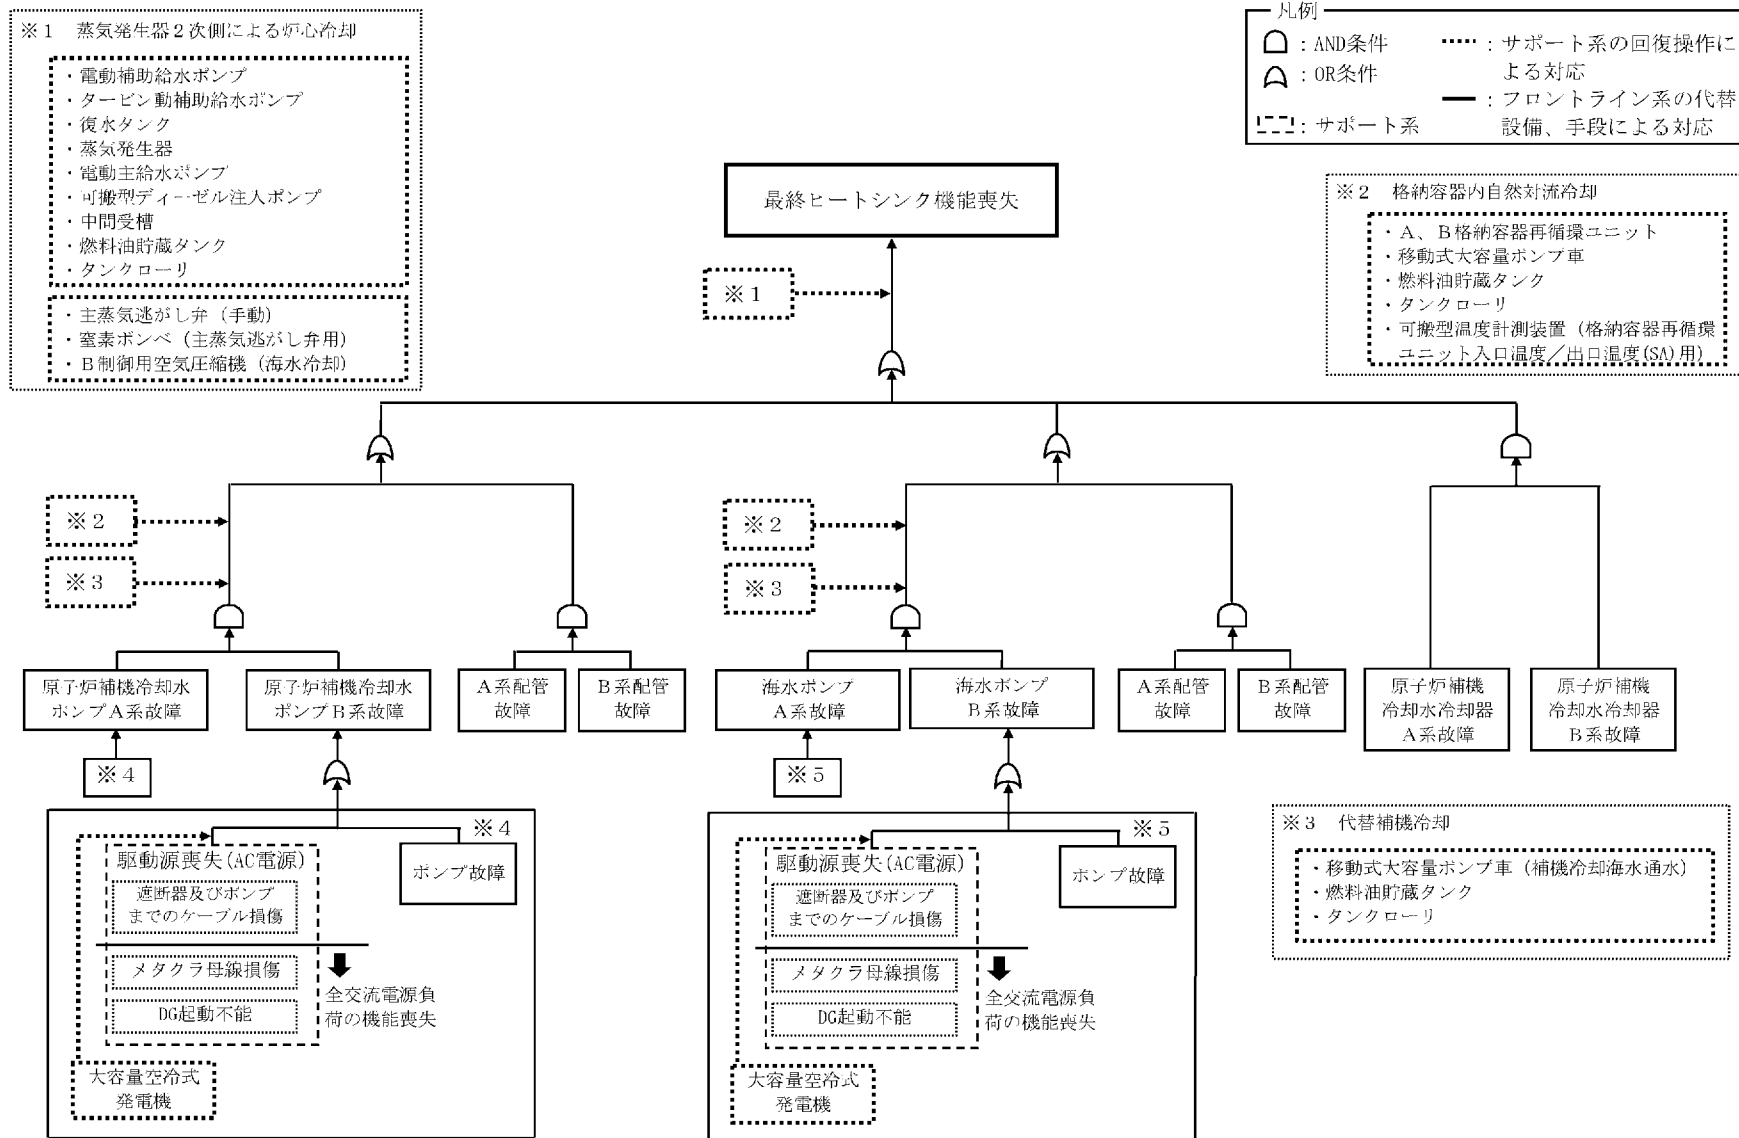 ※１　蒸気発生器２次側による炉心冷却
・電動補助給水ポンプ
・タービン動補助給水ポンプ
・復水タンク
・蒸気発生器
・電動主給水ポンプ
・可搬型ディーゼル注入ポンプ
・中間受槽
・燃料油貯蔵タンク
・タンクローリ
・主蒸気逃がし弁（手動）
・窒素ボンベ（主蒸気逃がし弁用）
・Ｂ制御用空気圧縮機（海水冷却）
凡例
：AND条件
：OR条件
：サポート系
：サポート系の回復操作に
よる対応
：フロントライン系の代替
設備、手段による対応
最終ヒートシンク機能喪失
※１
※２　格納容器内自然対流冷却
・Ａ、Ｂ格納容器再循環ユニット
・移動式大容量ポンプ車
・燃料油貯蔵タンク
・タンクローリ
・可搬型温度計測装置（格納容器再循環
ユニット入口温度／出口温度(SA)用）
※２
※３
※２
※３
原子炉補機冷却水
ポンプＡ系故障
原子炉補機冷却水
ポンプＢ系故障
Ａ系配管
故障
Ｂ系配管
故障
海水ポンプ
Ａ系故障
海水ポンプ
Ｂ系故障
Ａ系配管
故障
Ｂ系配管
故障
原子炉補機
冷却水冷却器
Ａ系故障
原子炉補機
冷却水冷却器
Ｂ系故障
※４
※５
※４
駆動源喪失(AC電源)
遮断器及びポンプ
までのケーブル損傷
メタクラ母線損傷
DG起動不能
ポンプ故障
全交流電源負
荷の機能喪失
大容量空冷式
発電機
※５
駆動源喪失(AC電源)
遮断器及びポンプ
までのケーブル損傷
メタクラ母線損傷
DG起動不能
ポンプ故障
全交流電源負
荷の機能喪失
大容量空冷式
発電機
※３　代替補機冷却
・移動式大容量ポンプ車（補機冷却海水通水）
・燃料油貯蔵タンク
・タンクローリ